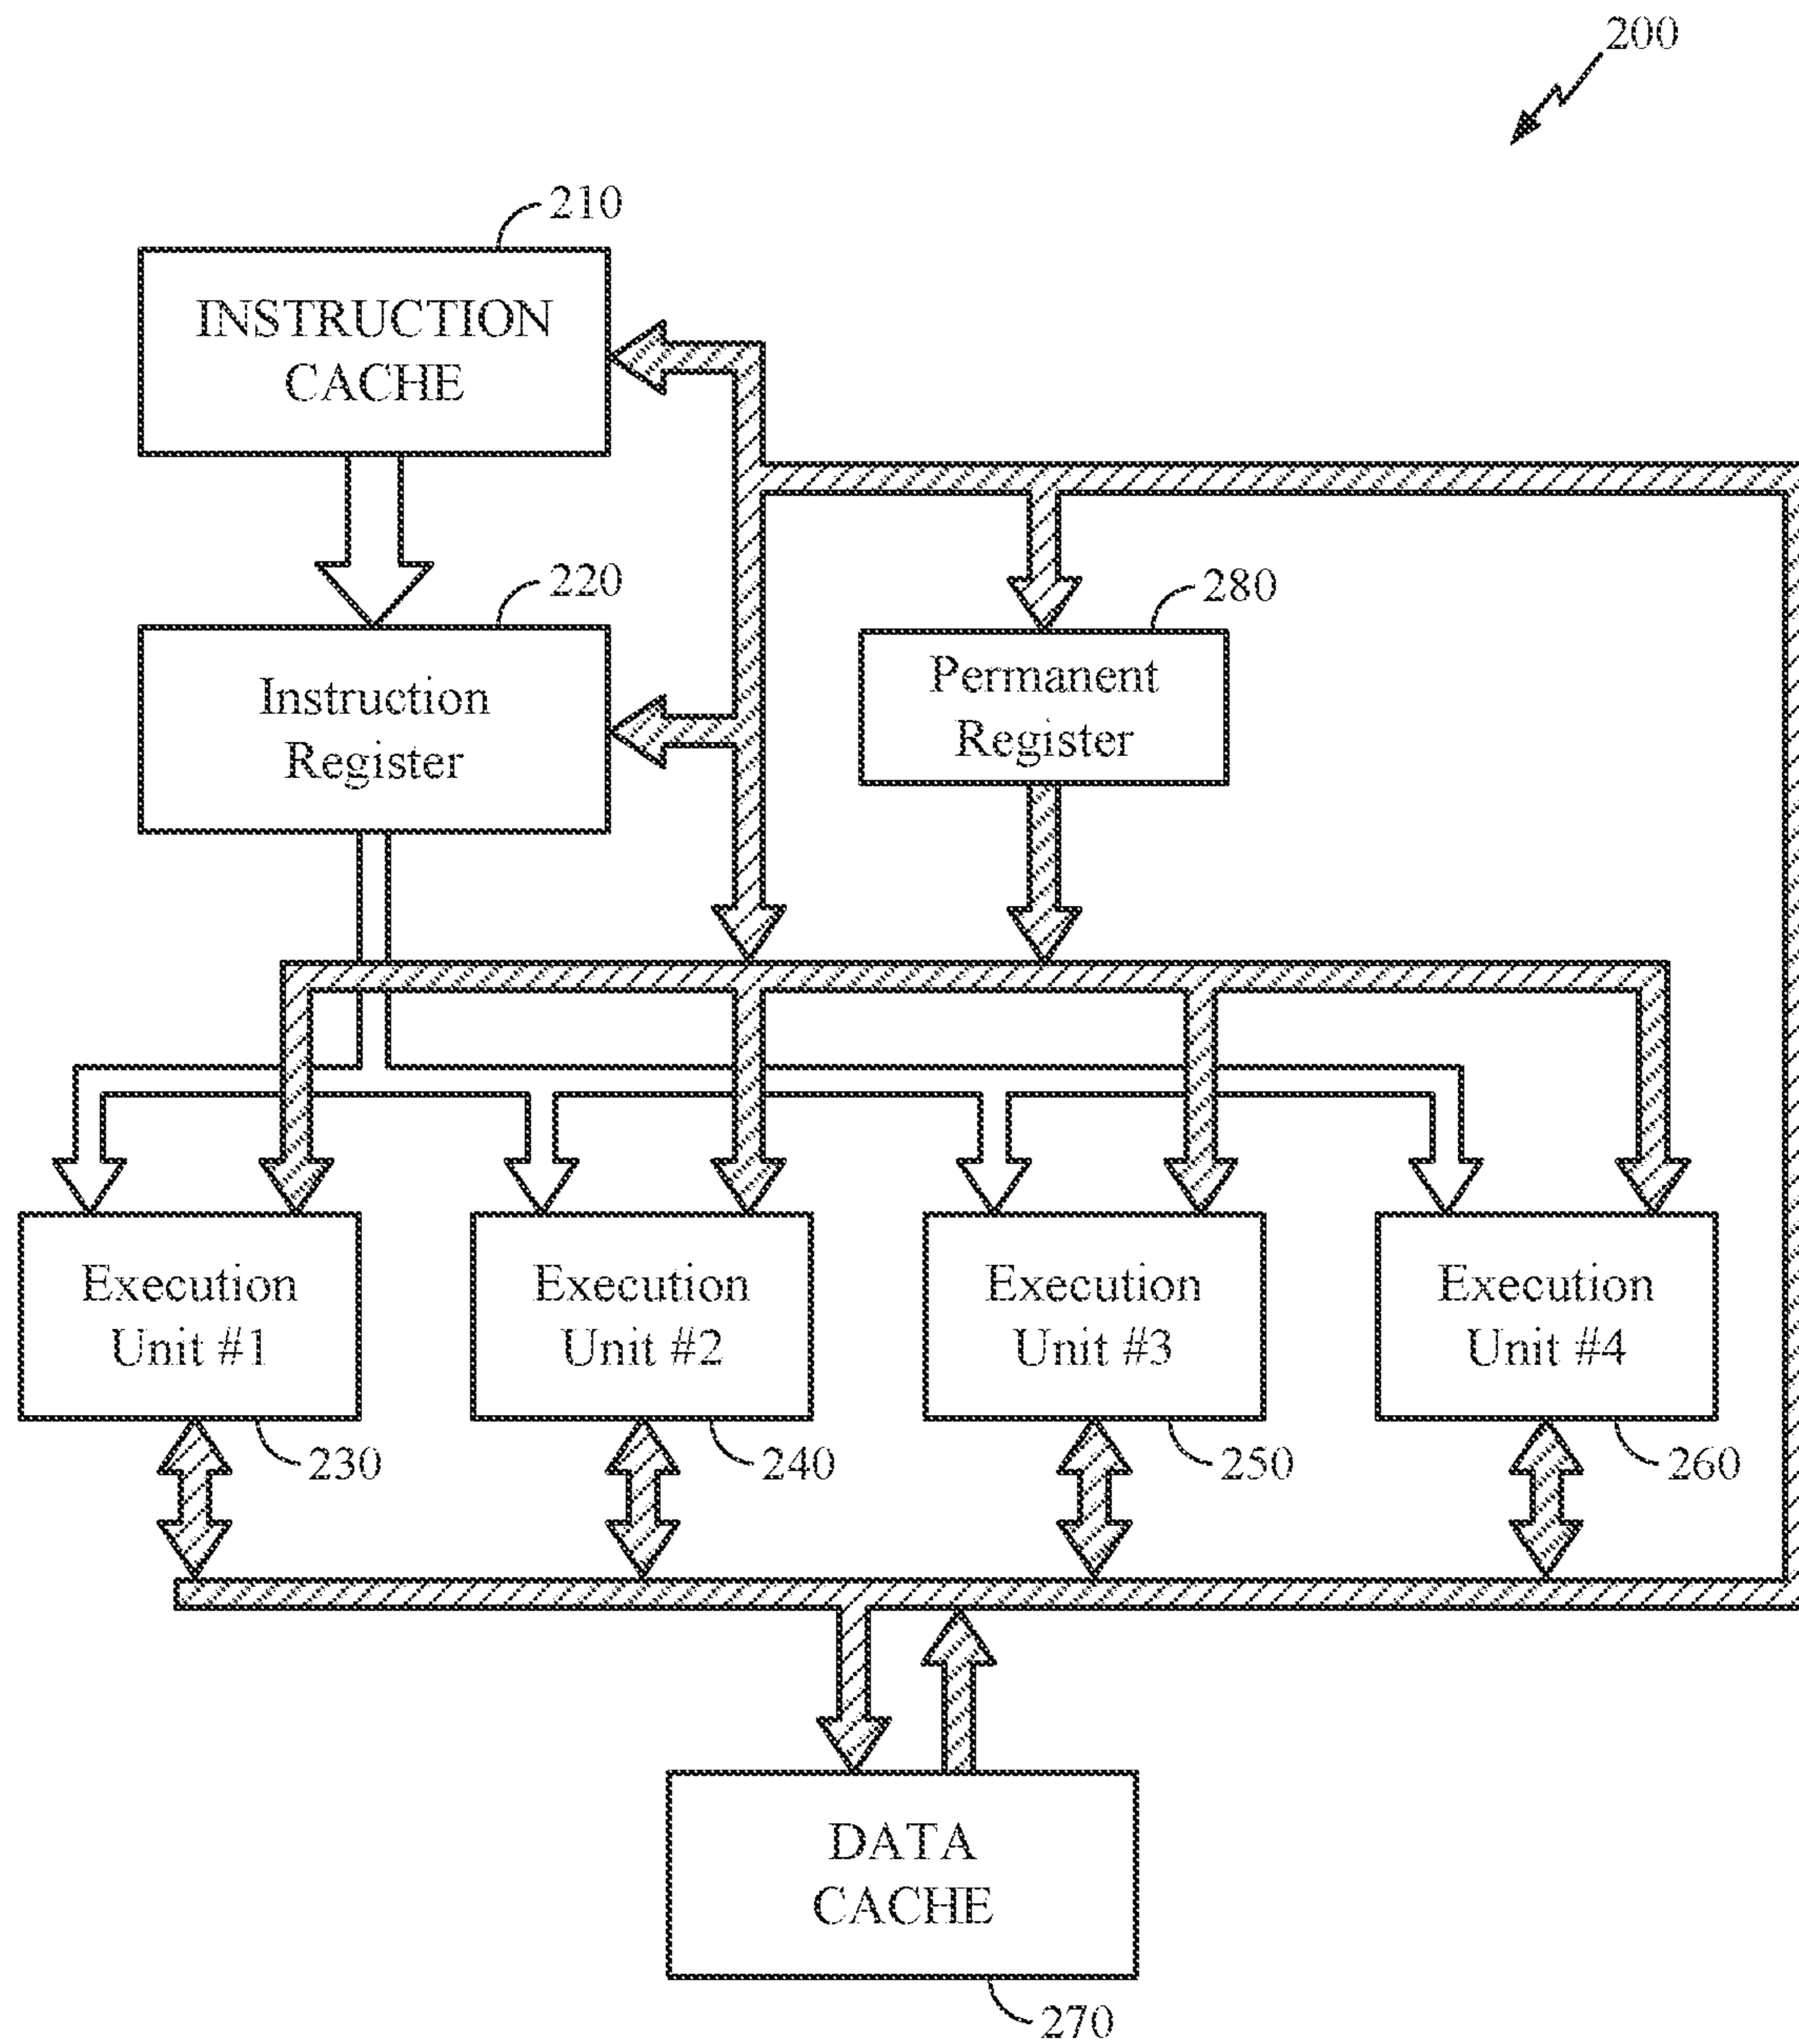 200
210
INSTRUCTION
CACHE
220
Instruction
Register
280
Permanent
Register
Execution
Unit #1
Execution
Unit #2
Execution
Unit #3
Execution
Unit #4
230
240
250
260
DATA
CACHE
270